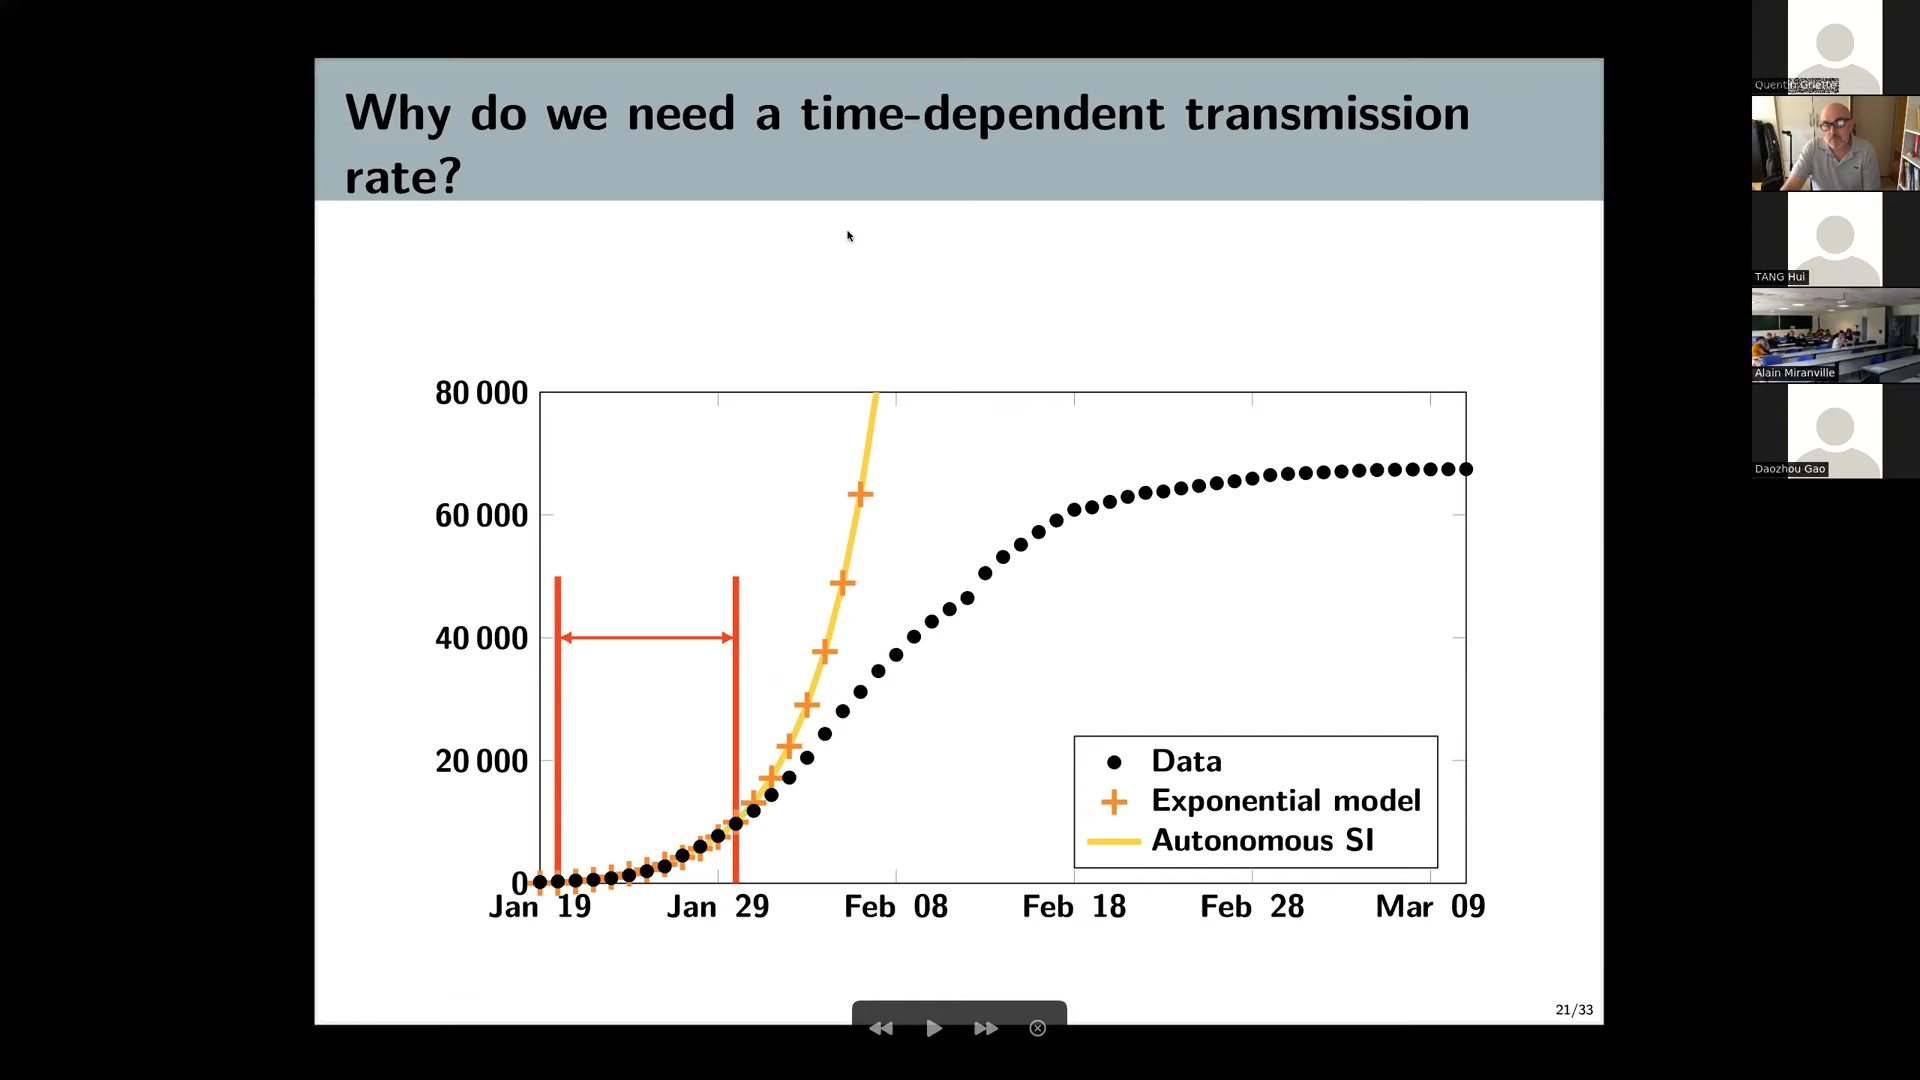 Why do we need a time-dependent transmission
rate?
80 000
60 000
40 000
20 000
0
Jan 19
Jan 29
Feb 08
Feb 18
Feb 28
Mar 09
Data
Exponential model
Autonomous SI
21/33
TANG Hui
Alain Miranville
Daozhou Gao